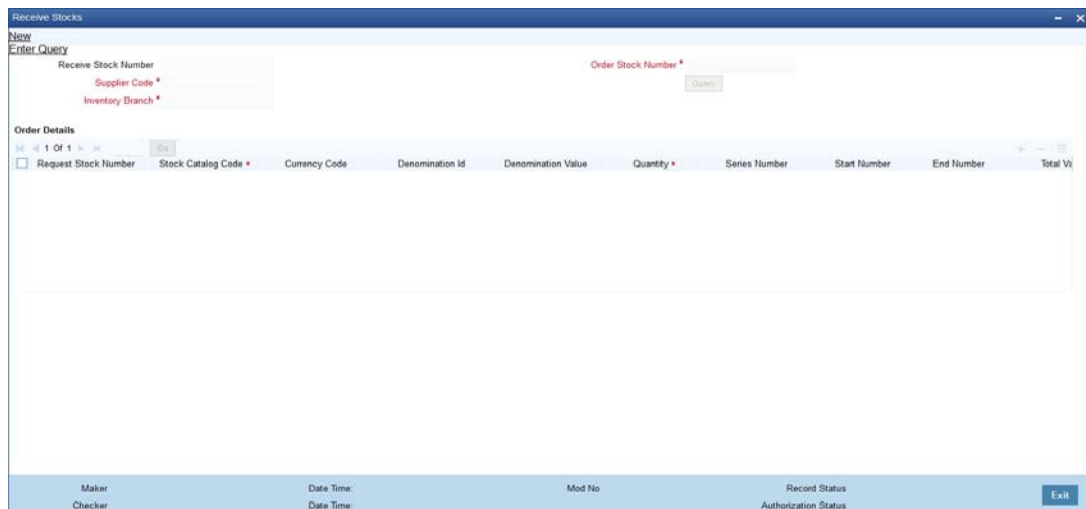 Receive Stocks
New
Enter Query
Receive Stock Number
Order Stock Number *
Supplier Code *
Query
Inventory Branch *
Order Details
1 Of 1
Go
Request Stock Number Stock Catalog Code * Currency Code Denomination Id Denomination Value Quantity * Series Number Start Number End Number Total Va
Maker Date Time: Mod No Record Status
Exit
Checker Date Time: Authorization Status